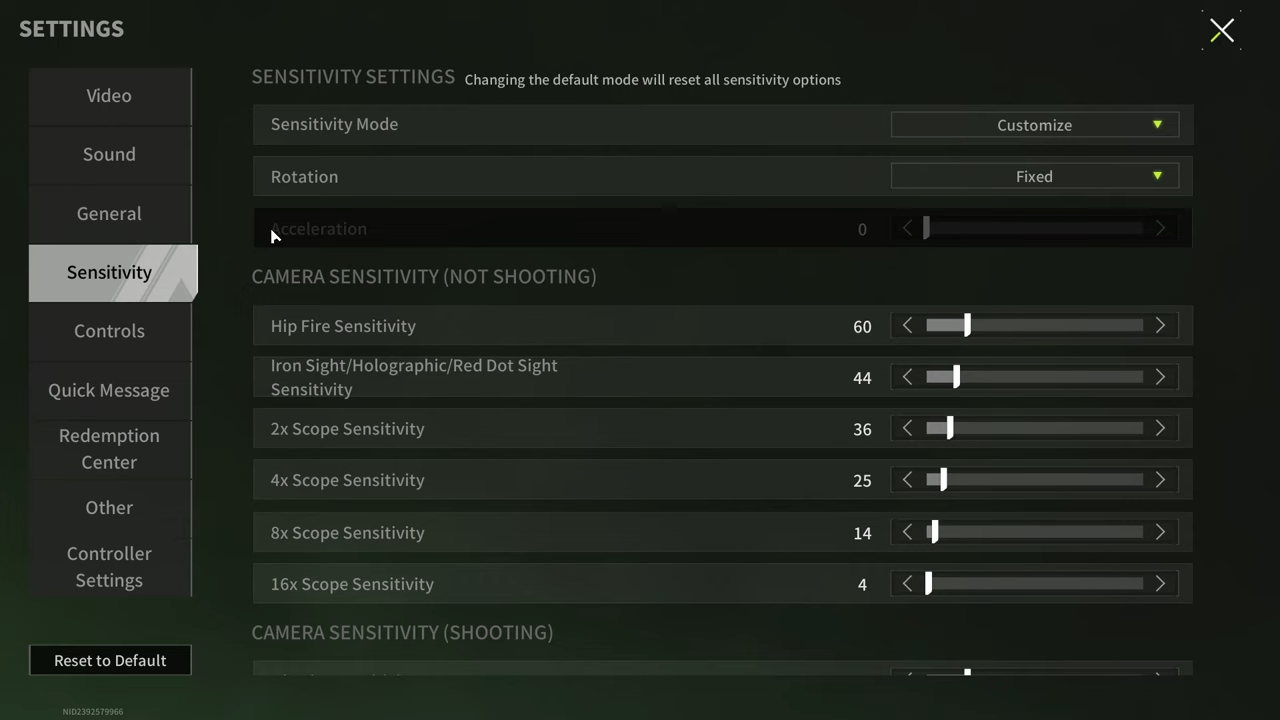 SETTINGS
Video
Sound
General
Sensitivity
Controls
Quick Message
Redemption
Center
Other
Controller
Settings
Reset to Default
NID2392579966
SENSITIVITY SETTINGS Changing the default mode will reset all sensitivity options
Sensitivity Mode Customize
Rotation Fixed
Acceleration 0
CAMERA SENSITIVITY (NOT SHOOTING)
Hip Fire Sensitivity 60
Iron Sight/Holographic/Red Dot Sight
Sensitivity 44
2x Scope Sensitivity 36
4x Scope Sensitivity 25
8x Scope Sensitivity 14
16x Scope Sensitivity 4
CAMERA SENSITIVITY (SHOOTING)